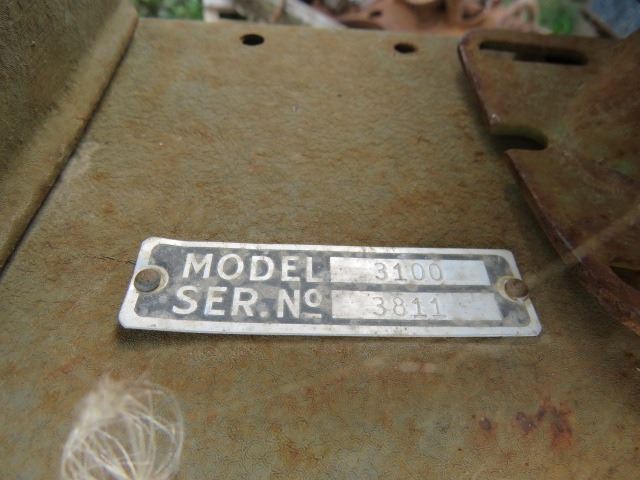 MODEL 3100
SER. No 3811